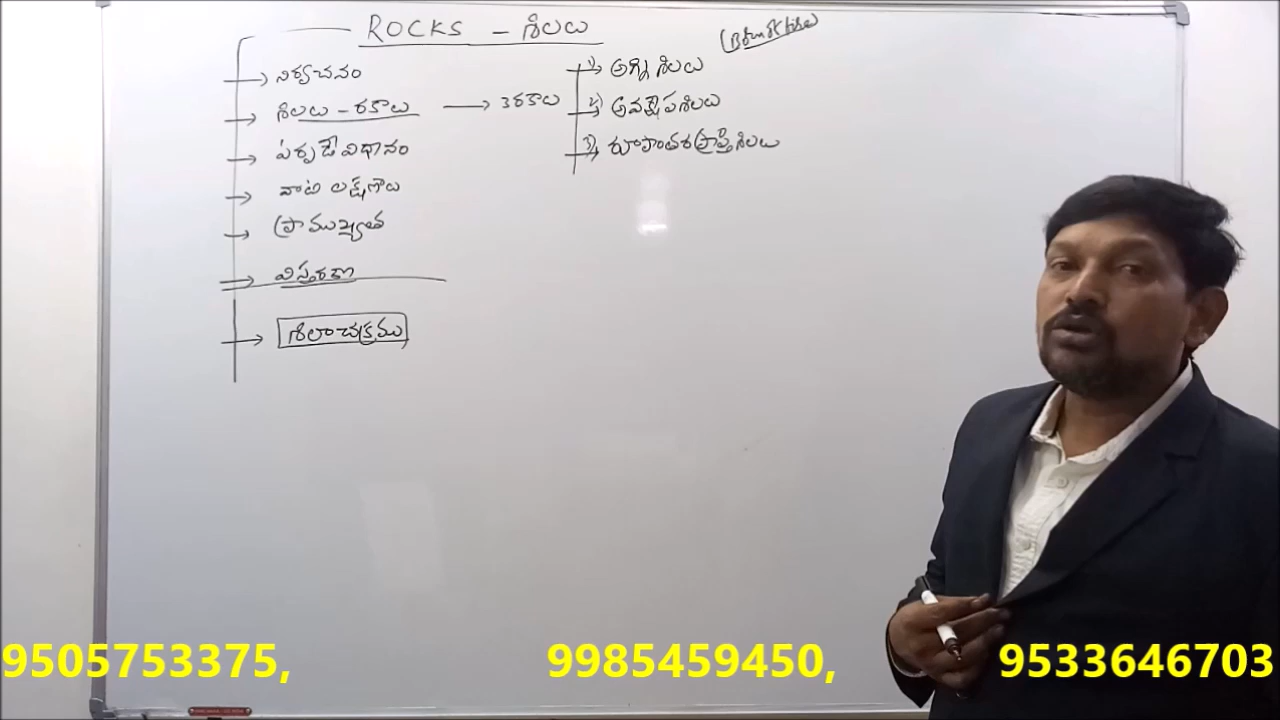 ROCKS - శిలలు
నిర్వచనం
శిలలు - రకాలు → 3 రకాలు
1) అగ్ని శిలలు
2) అవక్షేప శిలలు
3) రూపాంతర ప్రాప్తి శిలలు
ఏర్పడే విధానం
వాటి లక్షణాలు
ప్రాముఖ్యత
విస్తరణ
శిలాచక్రము
9505753375, 9985459450, 9533646703